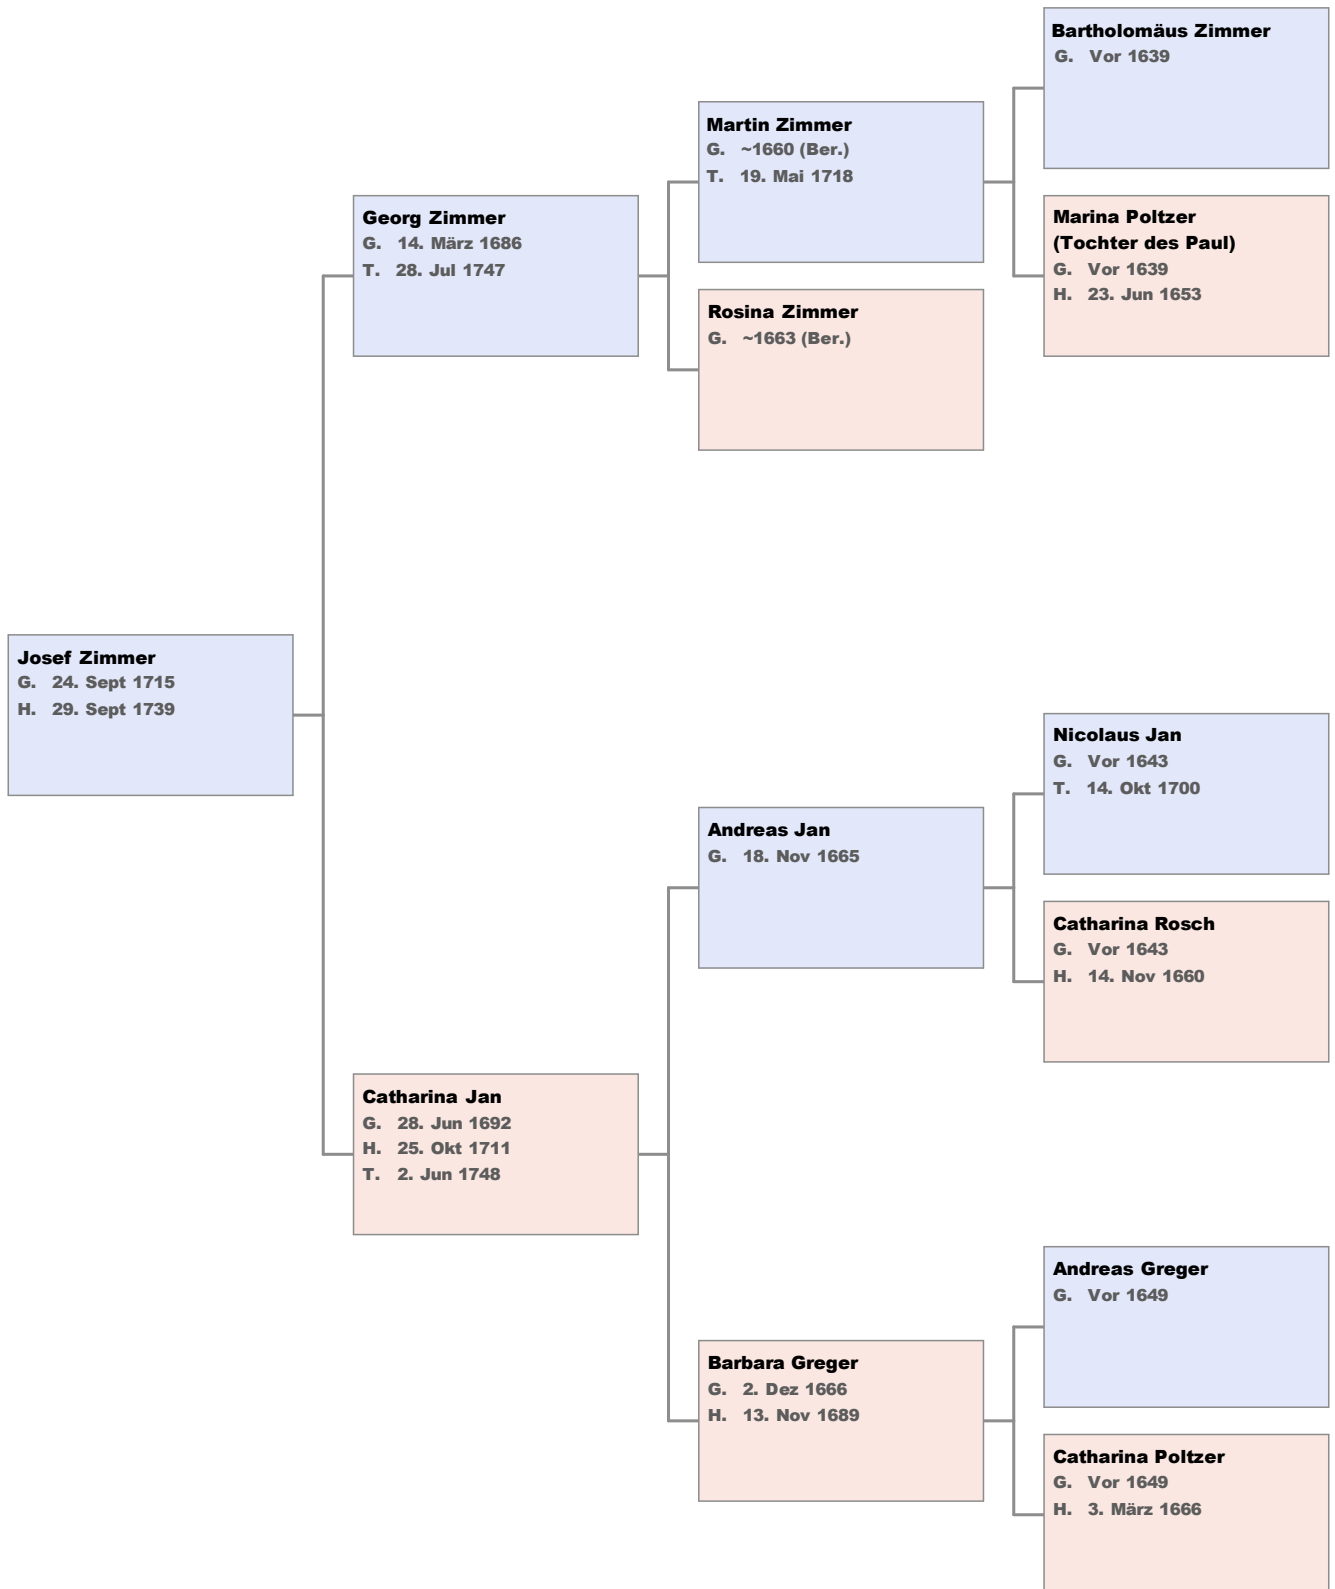 Bartholomäus Zimmer
G. Vor 1639
Martin Zimmer
G. ~1660 (Ber.)
T. 19. Mai 1718
Georg Zimmer
G. 14. März 1686
T. 28. Jul 1747
Marina Poltzer
(Tochter des Paul)
G. Vor 1639
H. 23. Jun 1653
Rosina Zimmer
G. ~1663 (Ber.)
Josef Zimmer
G. 24. Sept 1715
H. 29. Sept 1739
Nicolaus Jan
G. Vor 1643
T. 14. Okt 1700
Andreas Jan
G. 18. Nov 1665
Catharina Rosch
G. Vor 1643
H. 14. Nov 1660
Catharina Jan
G. 28. Jun 1692
H. 25. Okt 1711
T. 2. Jun 1748
Andreas Greger
G. Vor 1649
Barbara Greger
G. 2. Dez 1666
H. 13. Nov 1689
Catharina Poltzer
G. Vor 1649
H. 3. März 1666